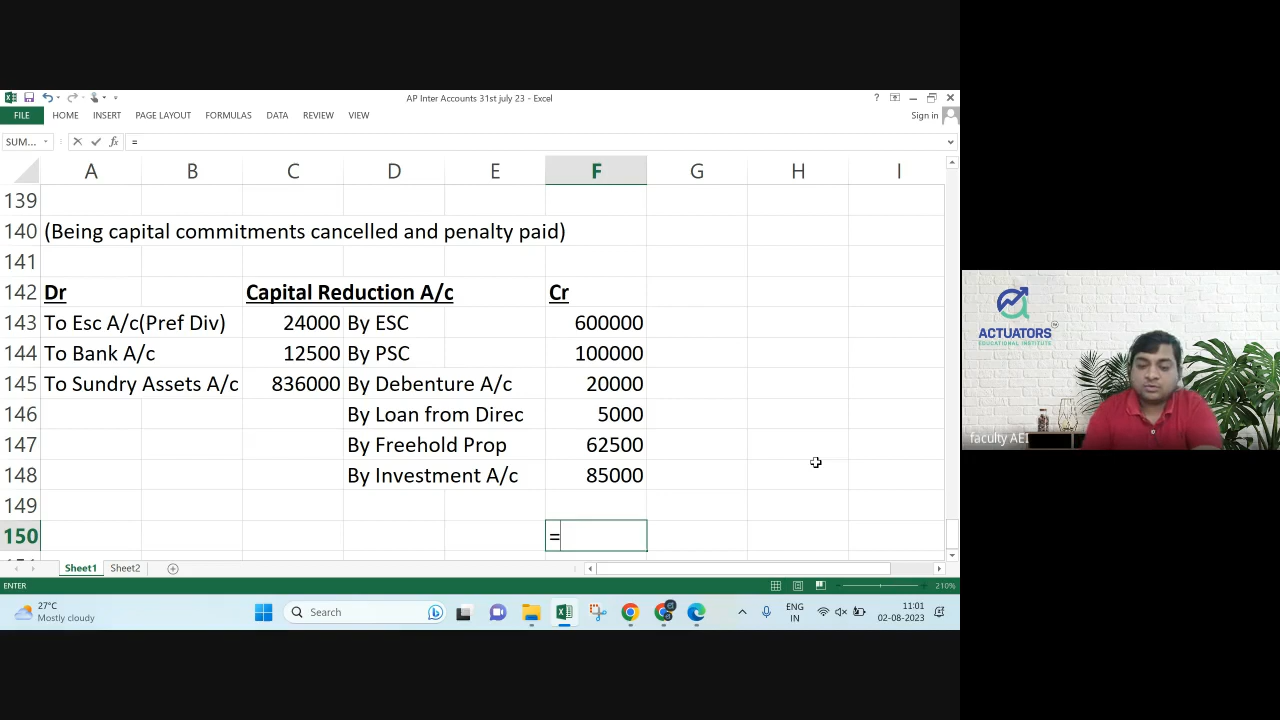 AP Inter Accounts 31st july 23 - Excel
FILE HOME INSERT PAGE LAYOUT FORMULAS DATA REVIEW VIEW Sign in
SUM... =
A B C D E F G H I
139
140 (Being capital commitments cancelled and penalty paid)
141
142 Dr Capital Reduction A/c Cr
143 To Esc A/c(Pref Div) 24000 By ESC 600000
144 To Bank A/c 12500 By PSC 100000
145 To Sundry Assets A/c 836000 By Debenture A/c 20000
146 By Loan from Direc 5000
147 By Freehold Prop 62500
148 By Investment A/c 85000
149
150 =
Sheet1 Sheet2
ENTER 210%
27°C
Mostly cloudy
Search
ENG
IN
11:01
02-08-2023
ACTUATORS
EDUCATIONAL INSTITUTE
faculty AEI